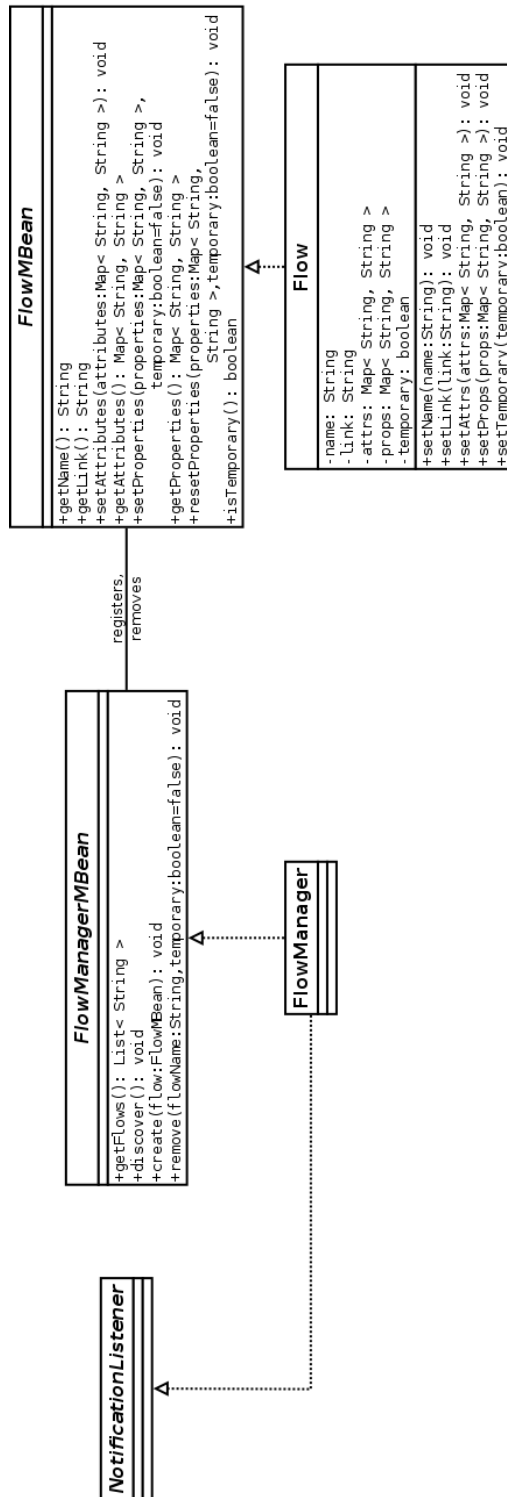 NotificationListener
FlowManagerMBean
+getFlows(): List< String >
+discover(): void
+create(flow:FlowMBean): void
+remove(flowName:String,temporary:boolean=false): void
registers,
removes
FlowMBean
+getName(): String
+getLink(): String
+setAttributes(attributes:Map< String, String >): void
+getAttributes(): Map< String, String >
+setProperties(properties:Map< String, String >,
temporary:boolean=false): void
+getProperties(): Map< String, String >
+resetProperties(properties:Map< String,
String >,temporary:boolean=false): void
+isTemporary(): boolean
FlowManager
Flow
-name: String
-link: String
-attrs: Map< String, String >
-props: Map< String, String >
-temporary: boolean
+setName(name:String): void
+setLink(link:String): void
+setAttrs(attrs:Map< String, String >): void
+setProps(props:Map< String, String >): void
+setTemporary(temporary:boolean): void